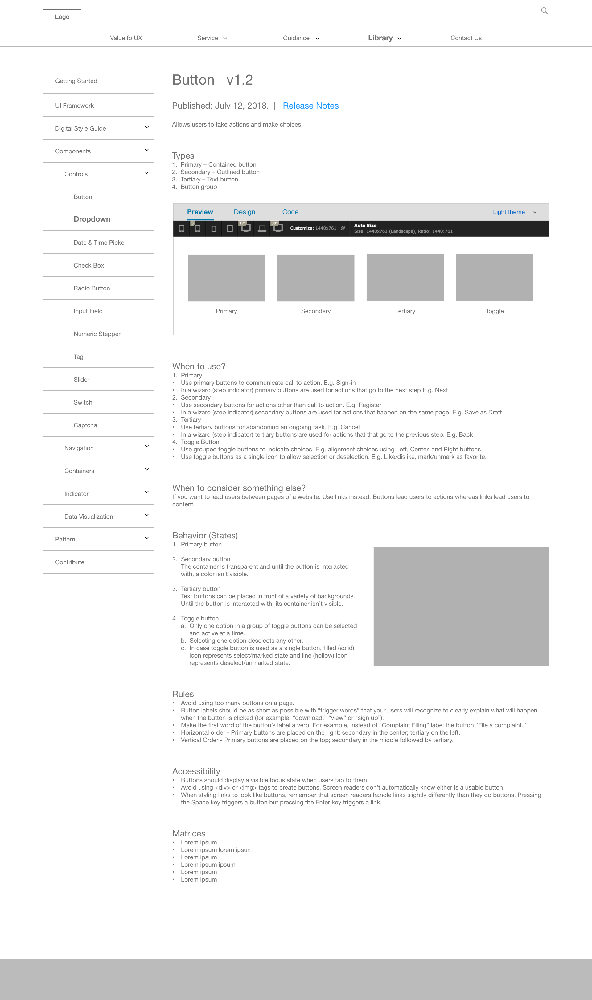 Logo
Value fo UX
Service
Guidance
Library
Contact Us
Getting Started
UI Framework
Digital Style Guide
Components
Controls
Button
Dropdown
Date & Time Picker
Check Box
Radio Button
Input Field
Numeric Stepper
Tag
Slider
Switch
Captcha
Navigation
Containers
Indicator
Data Visualization
Pattern
Contribute
Button v1.2
Published: July 12, 2018. | Release Notes
Allows users to take actions and make choices
Types
1. Primary – Contained button
2. Secondary – Outlined button
3. Tertiary – Text button
4. Button group
Preview Design Code Light theme
5 17" 30" Customize: 1440x761 Auto Size
Size: 1440x761 (Landscape), Ratio: 1440:761
Primary Secondary Tertiary Toggle
When to use?
1. Primary
• Use primary buttons to communicate call to action. E.g. Sign-in
• In a wizard (step indicator) primary buttons are used for actions that go to the next step E.g. Next
2. Secondary
• Use secondary buttons for actions other than call to action. E.g. Register
• In a wizard (step indicator) secondary buttons are used for actions that happen on the same page. E.g. Save as Draft
3. Tertiary
• Use tertiary buttons for abandoning an ongoing task. E.g. Cancel
• In a wizard (step indicator) tertiary buttons are used for actions that that go to the previous step. E.g. Back
4. Toggle Button
• Use grouped toggle buttons to indicate choices. E.g. alignment choices using Left, Center, and Right buttons
• Use toggle buttons as a single icon to allow selection or deselection. E.g. Like/dislike, mark/unmark as favorite.
When to consider something else?
If you want to lead users between pages of a website. Use links instead. Buttons lead users to actions whereas links lead users to
content.
Behavior (States)
1. Primary button
2. Secondary button
The container is transparent and until the button is interacted
with, a color isn’t visible.
3. Tertiary button
Text buttons can be placed in front of a variety of backgrounds.
Until the button is interacted with, its container isn’t visible.
4. Toggle button
a. Only one option in a group of toggle buttons can be selected
and active at a time.
b. Selecting one option deselects any other.
c. In case toggle button is used as a single button, filled (solid)
icon represents select/marked state and line (hollow) icon
represents deselect/unmarked state.
Rules
• Avoid using too many buttons on a page.
• Button labels should be as short as possible with “trigger words” that your users will recognize to clearly explain what will happen
when the button is clicked (for example, “download,” “view” or “sign up”).
• Make the first word of the button’s label a verb. For example, instead of “Complaint Filing” label the button “File a complaint.”
• Horizontal order - Primary buttons are placed on the right; secondary in the center; tertiary on the left.
• Vertical Order - Primary buttons are placed on the top; secondary in the middle followed by tertiary.
Accessibility
• Buttons should display a visible focus state when users tab to them.
• Avoid using <div> or <img> tags to create buttons. Screen readers don’t automatically know either is a usable button.
• When styling links to look like buttons, remember that screen readers handle links slightly differently than they do buttons. Pressing
the Space key triggers a button but pressing the Enter key triggers a link.
Matrices
• Lorem ipsum
• Lorem ipsum lorem ipsum
• Lorem ipsum
• Lorem ipsum ipsum
• Lorem ipsum
• Lorem ipsum